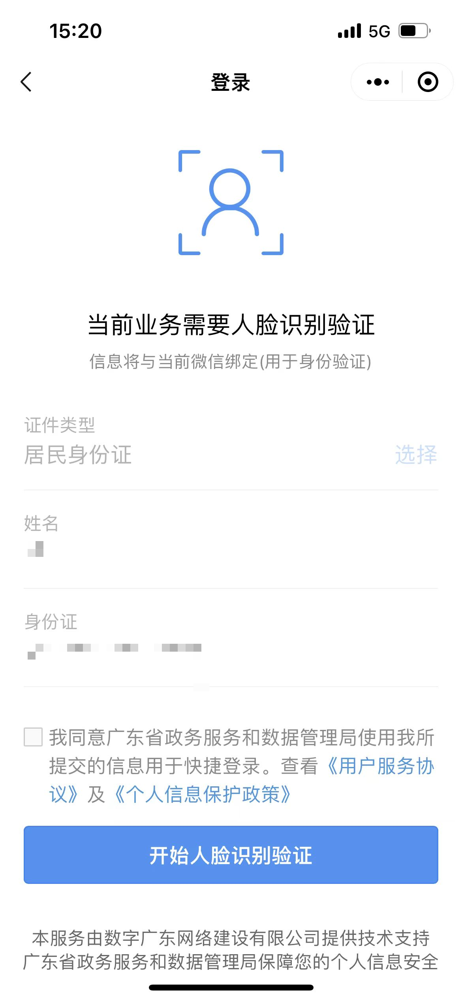 15:20
5G
登录
当前业务需要人脸识别验证
信息将与当前微信绑定(用于身份验证)
证件类型
居民身份证
选择
姓名
身份证
我同意广东省政务服务和数据管理局使用我所
提交的信息用于快捷登录。查看《用户服务协
议》及《个人信息保护政策》
开始人脸识别验证
本服务由数字广东网络建设有限公司提供技术支持
广东省政务服务和数据管理局保障您的个人信息安全